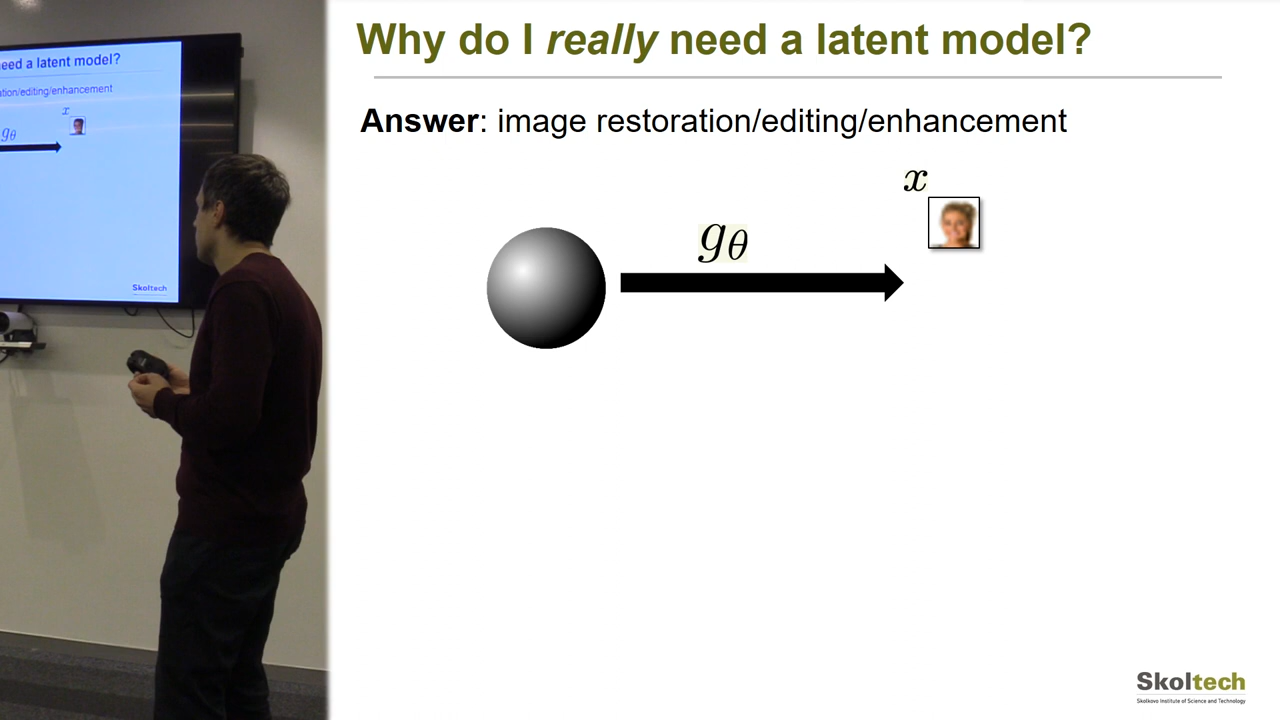 Why do I really need a latent model?
Answer: image restoration/editing/enhancement
x
gθ
Skoltech
Skolkovo Institute of Science and Technology
eed a latent model?
ation/editing/enhancement
x
gθ
Skoltech